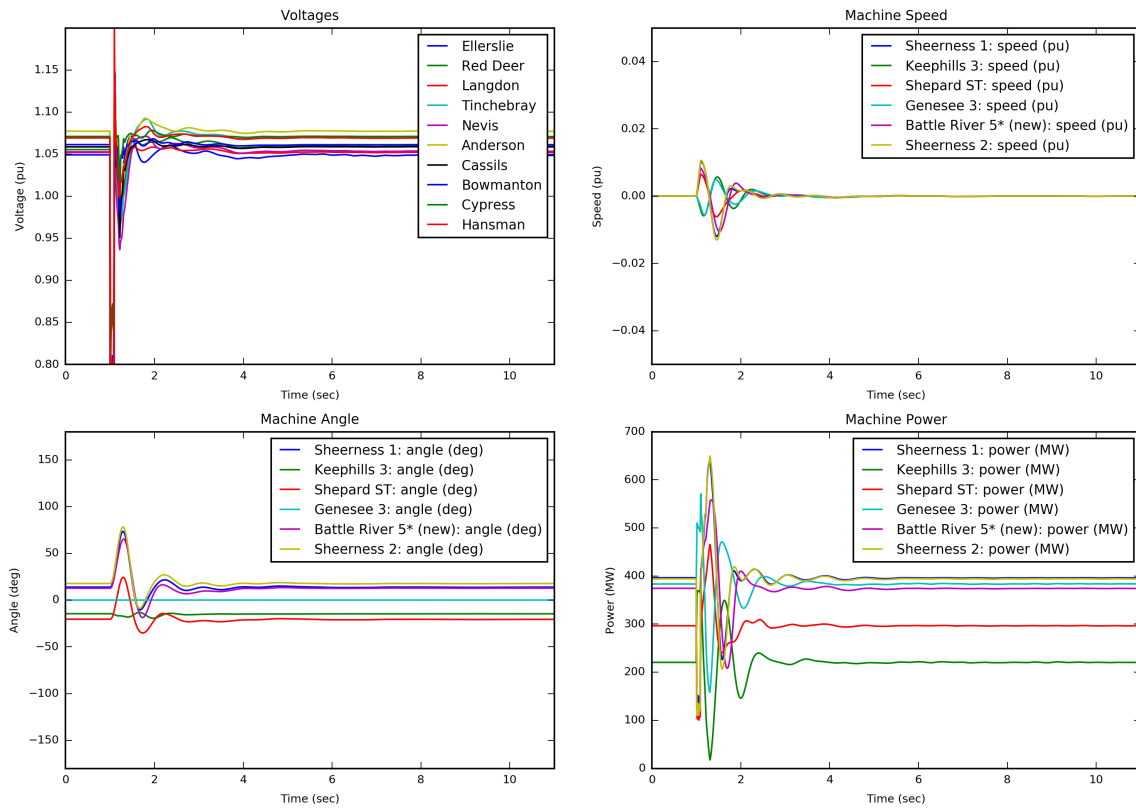 Voltages
1.15
1.10
1.05
1.00
0.95
0.90
0.85
0.80
Voltage (pu)
Ellerslie
Red Deer
Langdon
Tinchebray
Nevis
Anderson
Cassils
Bowmanton
Cypress
Hansman
0 2 4 6 8 10
Time (sec)
Machine Speed
0.04
0.02
0.00
−0.02
−0.04
Speed (pu)
Sheerness 1: speed (pu)
Keephills 3: speed (pu)
Shepard ST: speed (pu)
Genesee 3: speed (pu)
Battle River 5* (new): speed (pu)
Sheerness 2: speed (pu)
0 2 4 6 8 10
Time (sec)
Machine Angle
150
100
50
0
−50
−100
−150
Angle (deg)
Sheerness 1: angle (deg)
Keephills 3: angle (deg)
Shepard ST: angle (deg)
Genesee 3: angle (deg)
Battle River 5* (new): angle (deg)
Sheerness 2: angle (deg)
0 2 4 6 8 10
Time (sec)
Machine Power
700
600
500
400
300
200
100
0
Power (MW)
Sheerness 1: power (MW)
Keephills 3: power (MW)
Shepard ST: power (MW)
Genesee 3: power (MW)
Battle River 5* (new): power (MW)
Sheerness 2: power (MW)
0 2 4 6 8 10
Time (sec)